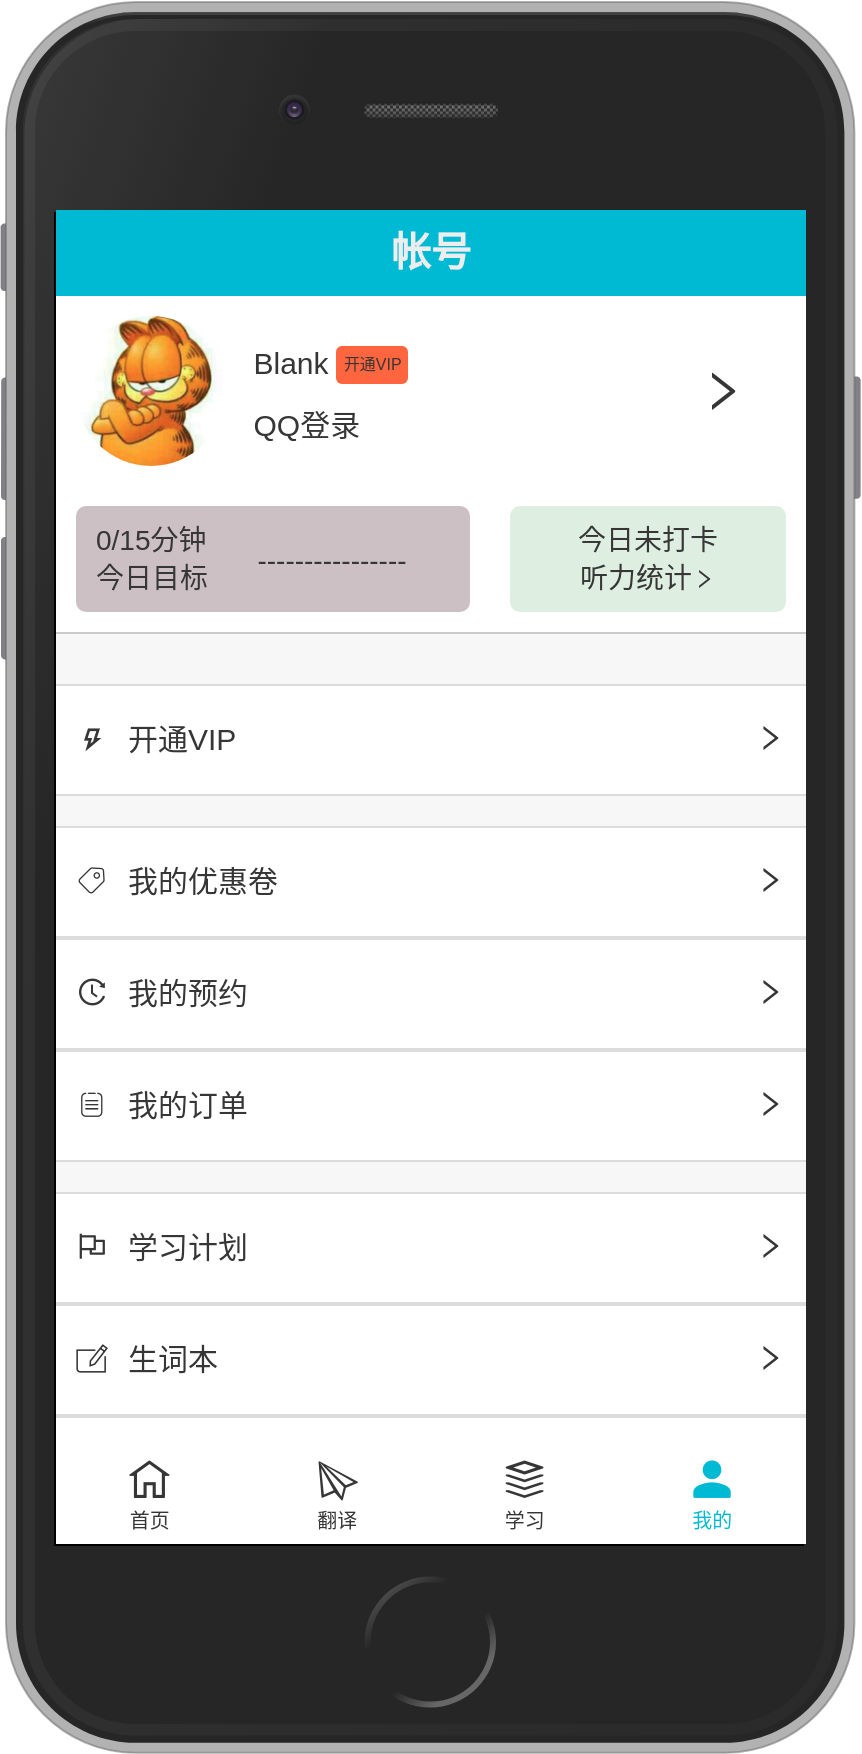 帐号
Blank 开通VIP
QQ登录
0/15分钟
今日目标
----------------
今日未打卡
听力统计
开通VIP
我的优惠卷
我的预约
我的订单
学习计划
生词本
首页 翻译 学习 我的